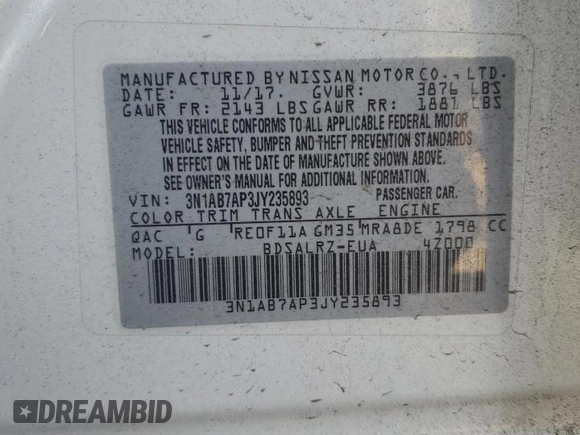 MANUFACTURED BY NISSAN MOTOR CO., LTD.
DATE: 11/17. GVWR: 3876 LBS
GAWR FR: 2143 LBS GAWR RR: 1881 LBS
THIS VEHICLE CONFORMS TO ALL APPLICABLE FEDERAL MOTOR
VEHICLE SAFETY, BUMPER AND THEFT PREVENTION STANDARDS
IN EFFECT ON THE DATE OF MANUFACTURE SHOWN ABOVE.
SEE OWNER'S MANUAL FOR ADDITIONAL INFORMATION.
VIN: 3N1AB7AP3JY235893 PASSENGER CAR.
COLOR TRIM TRANS AXLE ENGINE
QAC G RE0F11A GM35 MRA8DE 1798 CC
MODEL: BDSALRZ-EUA 4Z000
3N1AB7AP3JY235893
DREAMBID